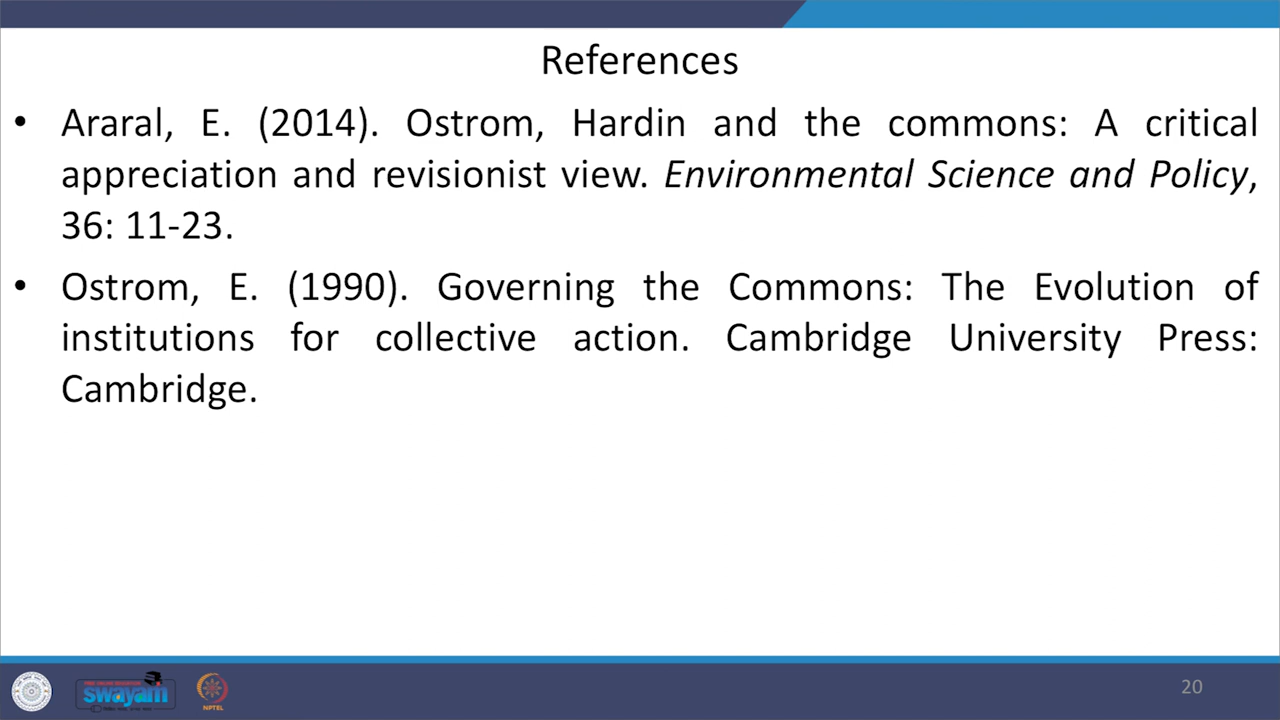 References
• Araral, E. (2014). Ostrom, Hardin and the commons: A critical
appreciation and revisionist view. Environmental Science and Policy,
36: 11-23.
• Ostrom, E. (1990). Governing the Commons: The Evolution of
institutions for collective action. Cambridge University Press:
Cambridge.
swayam
NPTEL
20